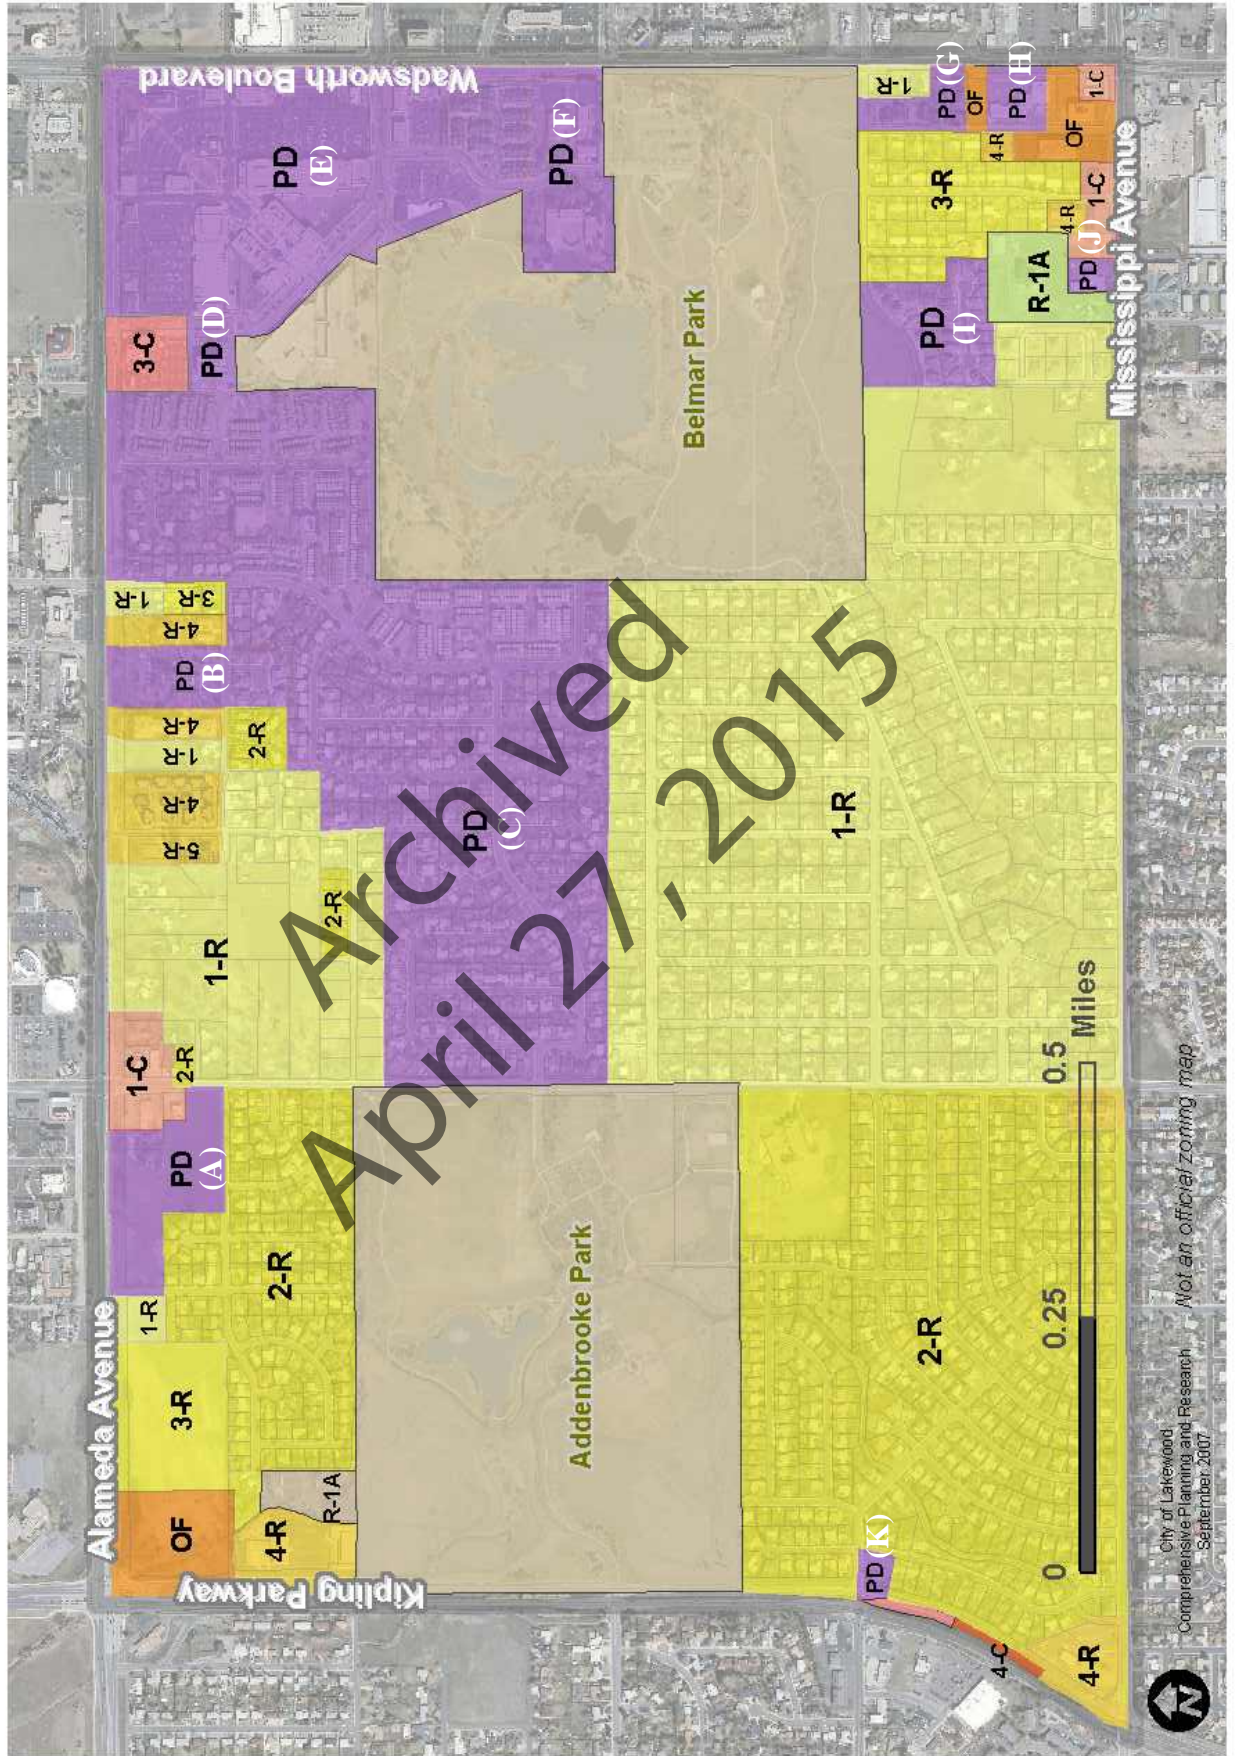 Alameda Avenue
Kipling Parkway
Wadsworth Boulevard
Mississippi Avenue
OF
3-R
1-R
PD
(A)
1-C
2-R
1-R
5-R
4-R
1-R
4-R
PD
(B)
4-R
3-R
1-R
3-C
PD (D)
PD
(E)
4-R
R-1A
2-R
2-R
2-R
PD
(C)
PD (F)
Addenbrooke Park
Belmar Park
PD (K)
2-R
1-R
PD
(I)
3-R
1-R
PD (G)
OF
4-R
PD (H)
R-1A
4-R
PD (J)
1-C
OF
1-C
4-C
4-R
0
0.25
0.5
Miles
City of Lakewood
Comprehensive Planning and Research
September 2007
Not an official zoning map
N
Archived
April 27, 2015